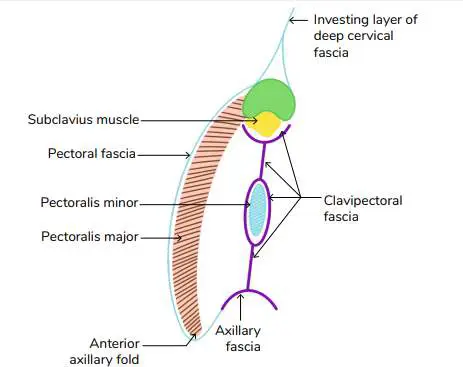 Investing layer of
deep cervical
fascia
Subclavius muscle
Pectoral fascia
Pectoralis minor
Clavipectoral
fascia
Pectoralis major
Axillary
fascia
Anterior
axillary fold